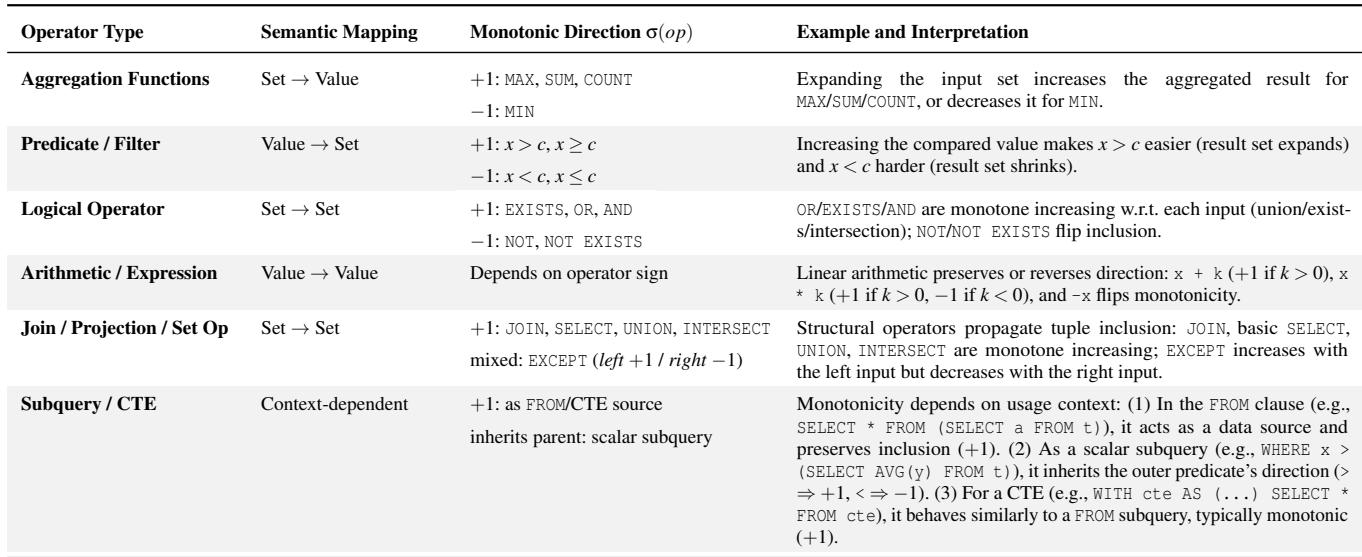 Operator Type Semantic Mapping Monotonic Direction σ(op) Example and Interpretation
Aggregation Functions Set → Value +1: MAX, SUM, COUNT Expanding the input set increases the aggregated result for
−1: MIN MAX/SUM/COUNT, or decreases it for MIN.
Predicate / Filter Value → Set +1: x > c, x ≥ c Increasing the compared value makes x > c easier (result set expands)
−1: x < c, x ≤ c and x < c harder (result set shrinks).
Logical Operator Set → Set +1: EXISTS, OR, AND OR/EXISTS/AND are monotone increasing w.r.t. each input (union/exist-
−1: NOT, NOT EXISTS s/intersection); NOT/NOT EXISTS flip inclusion.
Arithmetic / Expression Value → Value Depends on operator sign Linear arithmetic preserves or reverses direction: x + k (+1 if k > 0), x
* k (+1 if k > 0, −1 if k < 0), and -x flips monotonicity.
Join / Projection / Set Op Set → Set +1: JOIN, SELECT, UNION, INTERSECT Structural operators propagate tuple inclusion: JOIN, basic SELECT,
mixed: EXCEPT (left +1 / right −1) UNION, INTERSECT are monotone increasing; EXCEPT increases with
the left input but decreases with the right input.
Subquery / CTE Context-dependent +1: as FROM/CTE source Monotonicity depends on usage context: (1) In the FROM clause (e.g.,
inherits parent: scalar subquery SELECT * FROM (SELECT a FROM t)), it acts as a data source and
preserves inclusion (+1). (2) As a scalar subquery (e.g., WHERE x >
(SELECT AVG(y) FROM t)), it inherits the outer predicate's direction (>
⇒ +1, < ⇒ −1). (3) For a CTE (e.g., WITH cte AS (...) SELECT *
FROM cte), it behaves similarly to a FROM subquery, typically monotonic
(+1).